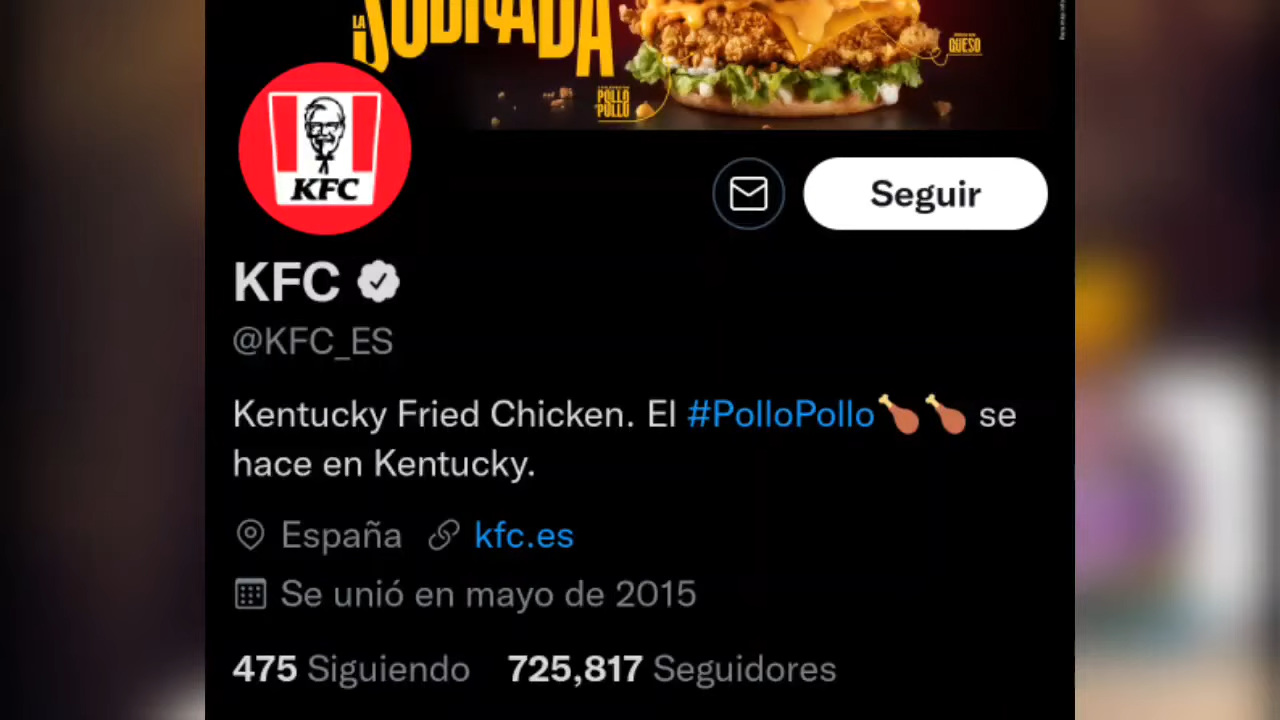 LA
QUESO
POLLO
POLLO
KFC
Seguir
KFC
@KFC_ES
Kentucky Fried Chicken. El #PolloPollo🍗🍗 se
hace en Kentucky.
España kfc.es
Se unió en mayo de 2015
475 Siguiendo 725,817 Seguidores